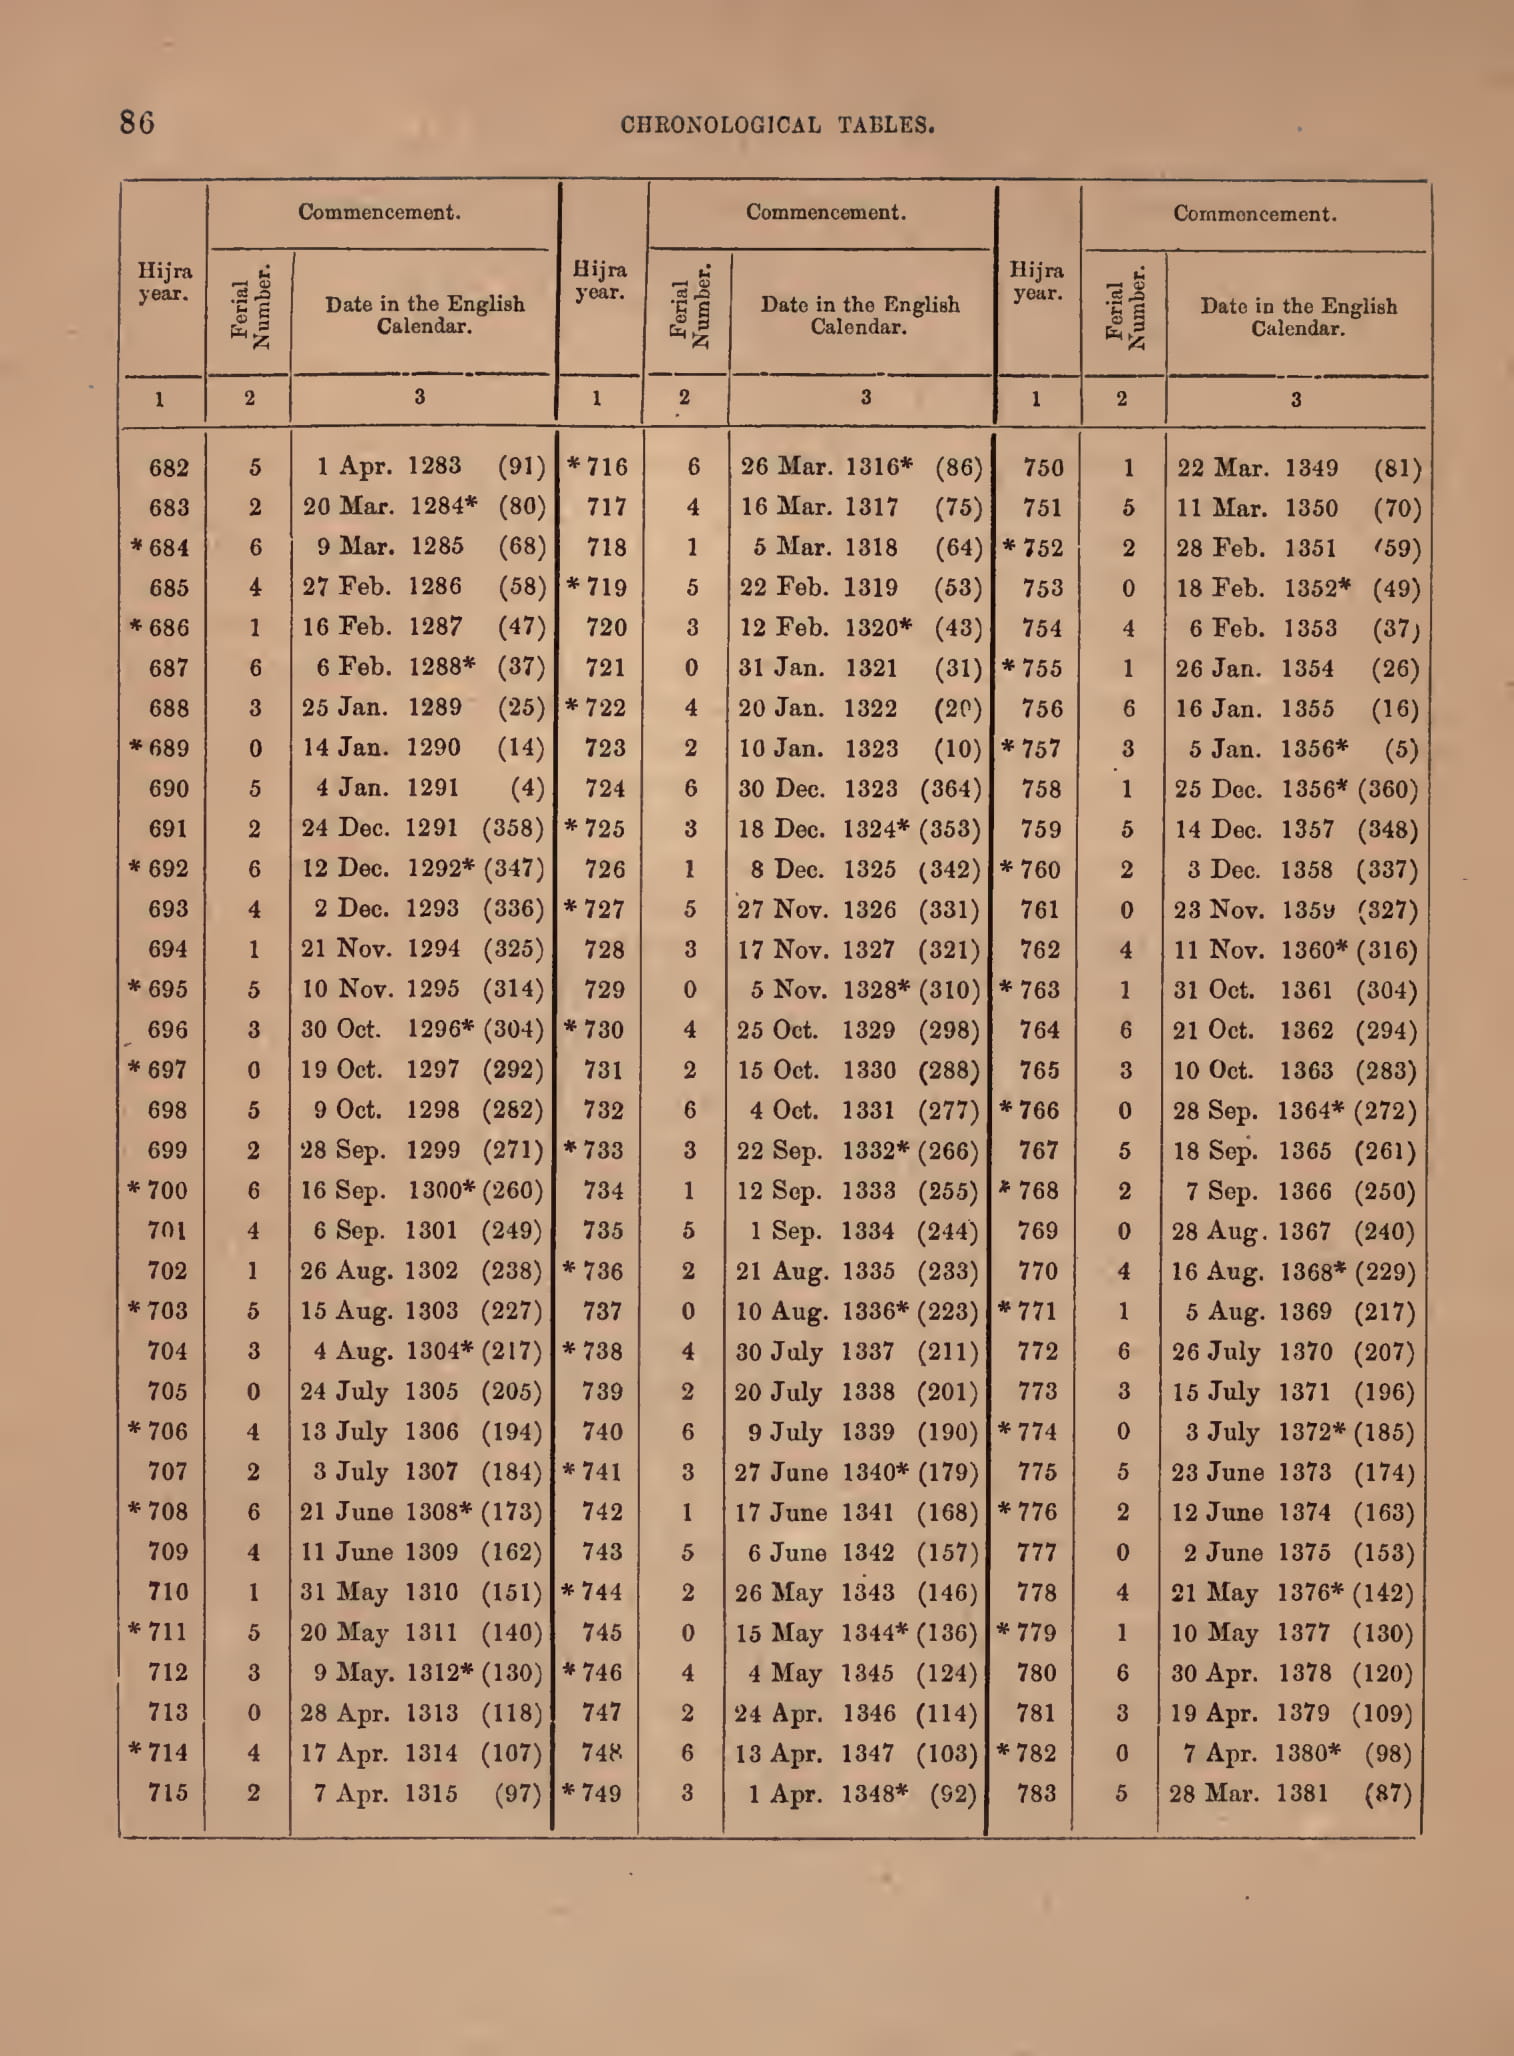 86
CHRONOLOGICAL TABLES.
Hijra year. Commencement. Hijra year. Commencement. Hijra year. Commencement.
Ferial Number. Date in the English Calendar. Ferial Number. Date in the English Calendar. Ferial Number. Date in the English Calendar.
1 2 3 1 2 3 1 2 3
682 5 1 Apr. 1283 (91) *716 6 26 Mar. 1316* (86) 750 1 22 Mar. 1349 (81)
683 2 20 Mar. 1284* (80) 717 4 16 Mar. 1317 (75) 751 5 11 Mar. 1350 (70)
*684 6 9 Mar. 1285 (68) 718 1 5 Mar. 1318 (64) *752 2 28 Feb. 1351 (59)
685 4 27 Feb. 1286 (58) *719 5 22 Feb. 1319 (53) 753 0 18 Feb. 1352* (49)
*686 1 16 Feb. 1287 (47) 720 3 12 Feb. 1320* (43) 754 4 6 Feb. 1353 (37)
687 6 6 Feb. 1288* (37) 721 0 31 Jan. 1321 (31) *755 1 26 Jan. 1354 (26)
688 3 25 Jan. 1289 (25) *722 4 20 Jan. 1322 (20) 756 6 16 Jan. 1355 (16)
*689 0 14 Jan. 1290 (14) 723 2 10 Jan. 1323 (10) *757 3 5 Jan. 1356* (5)
690 5 4 Jan. 1291 (4) 724 6 30 Dec. 1323 (364) 758 1 25 Dec. 1356* (360)
691 2 24 Dec. 1291 (358) *725 3 18 Dec. 1324* (353) 759 5 14 Dec. 1357 (348)
*692 6 12 Dec. 1292* (347) 726 1 8 Dec. 1325 (342) *760 2 3 Dec. 1358 (337)
693 4 2 Dec. 1293 (336) *727 5 27 Nov. 1326 (331) 761 0 23 Nov. 1359 (327)
694 1 21 Nov. 1294 (325) 728 3 17 Nov. 1327 (321) 762 4 11 Nov. 1360* (316)
*695 5 10 Nov. 1295 (314) 729 0 5 Nov. 1328* (310) *763 1 31 Oct. 1361 (304)
696 3 30 Oct. 1296* (304) *730 4 25 Oct. 1329 (298) 764 6 21 Oct. 1362 (294)
*697 0 19 Oct. 1297 (292) 731 2 15 Oct. 1330 (288) 765 3 10 Oct. 1363 (283)
698 5 9 Oct. 1298 (282) 732 6 4 Oct. 1331 (277) *766 0 28 Sep. 1364* (272)
699 2 28 Sep. 1299 (271) *733 3 22 Sep. 1332* (266) 767 5 18 Sep. 1365 (261)
*700 6 16 Sep. 1300* (260) 734 1 12 Sep. 1333 (255) *768 2 7 Sep. 1366 (250)
701 4 6 Sep. 1301 (249) 735 5 1 Sep. 1334 (244) 769 0 28 Aug. 1367 (240)
702 1 26 Aug. 1302 (238) *736 2 21 Aug. 1335 (233) 770 4 16 Aug. 1368* (229)
*703 5 15 Aug. 1303 (227) 737 0 10 Aug. 1336* (223) *771 1 5 Aug. 1369 (217)
704 3 4 Aug. 1304* (217) *738 4 30 July 1337 (211) 772 6 26 July 1370 (207)
705 0 24 July 1305 (205) 739 2 20 July 1338 (201) 773 3 15 July 1371 (196)
*706 4 13 July 1306 (194) 740 6 9 July 1339 (190) *774 0 3 July 1372* (185)
707 2 3 July 1307 (184) *741 3 27 June 1340* (179) 775 5 23 June 1373 (174)
*708 6 21 June 1308* (173) 742 1 17 June 1341 (168) *776 2 12 June 1374 (163)
709 4 11 June 1309 (162) 743 5 6 June 1342 (157) 777 0 2 June 1375 (153)
710 1 31 May 1310 (151) *744 2 26 May 1343 (146) 778 4 21 May 1376* (142)
*711 5 20 May 1311 (140) 745 0 15 May 1344* (136) *779 1 10 May 1377 (130)
712 3 9 May. 1312* (130) *746 4 4 May 1345 (124) 780 6 30 Apr. 1378 (120)
713 0 28 Apr. 1313 (118) 747 2 24 Apr. 1346 (114) 781 3 19 Apr. 1379 (109)
*714 4 17 Apr. 1314 (107) 748 6 13 Apr. 1347 (103) *782 0 7 Apr. 1380* (98)
715 2 7 Apr. 1315 (97) *749 3 1 Apr. 1348* (92) 783 5 28 Mar. 1381 (87)